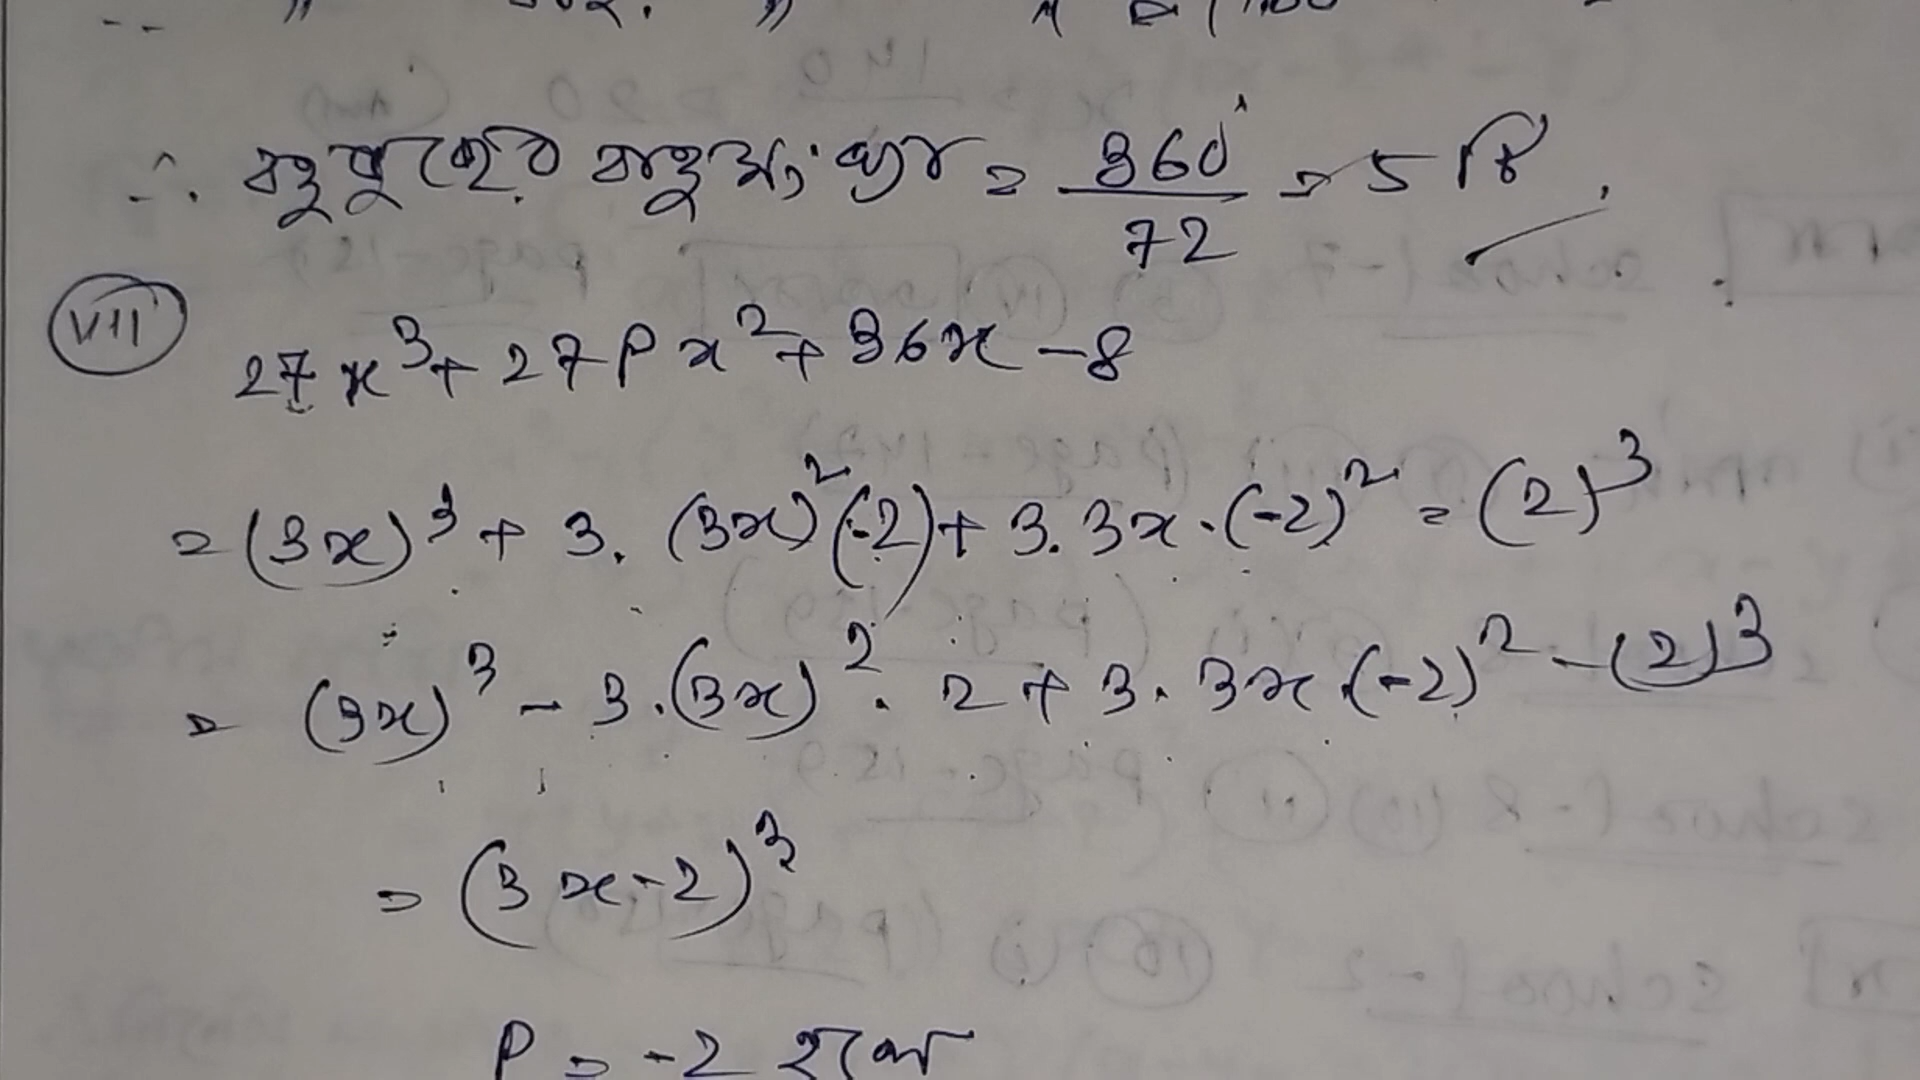 ∴ বহুভুজের বাহুসংখ্যা = 360° / 72 = 5 টি.
VII
27x³ + 27px² + 36x - 8
= (3x)³ + 3. (3x)² (-2) + 3. 3x. (-2)² = (2)³
= (3x)³ - 3.(3x)². 2 + 3. 3x.(-2)² - (2)³
= (3x-2)³
P = -2 হলে